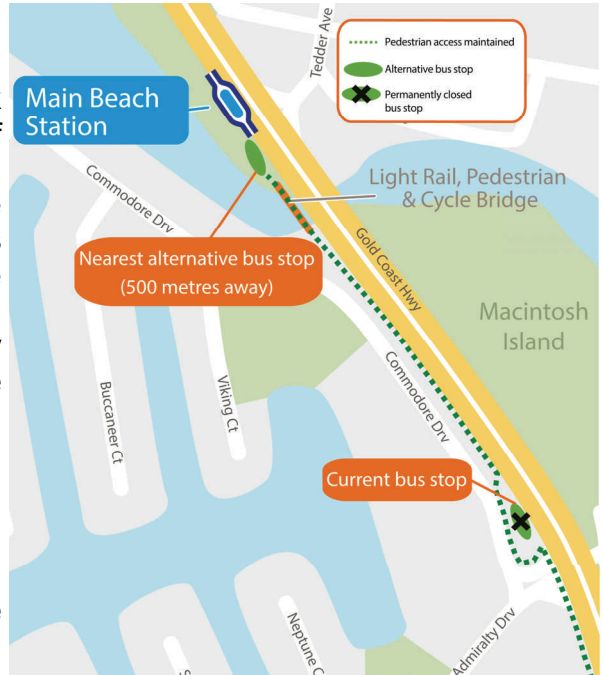 Tedder Ave
Pedestrian access maintained
Alternative bus stop
Permanently closed
bus stop
Main Beach
Station
Commodore Drv
Light Rail, Pedestrian
& Cycle Bridge
Nearest alternative bus stop
(500 metres away)
Gold Coast Hwy
Macintosh
Island
Buccaneer Ct
Viking Ct
Commodore Drv
Current bus stop
Neptune C
Admiralty Drv